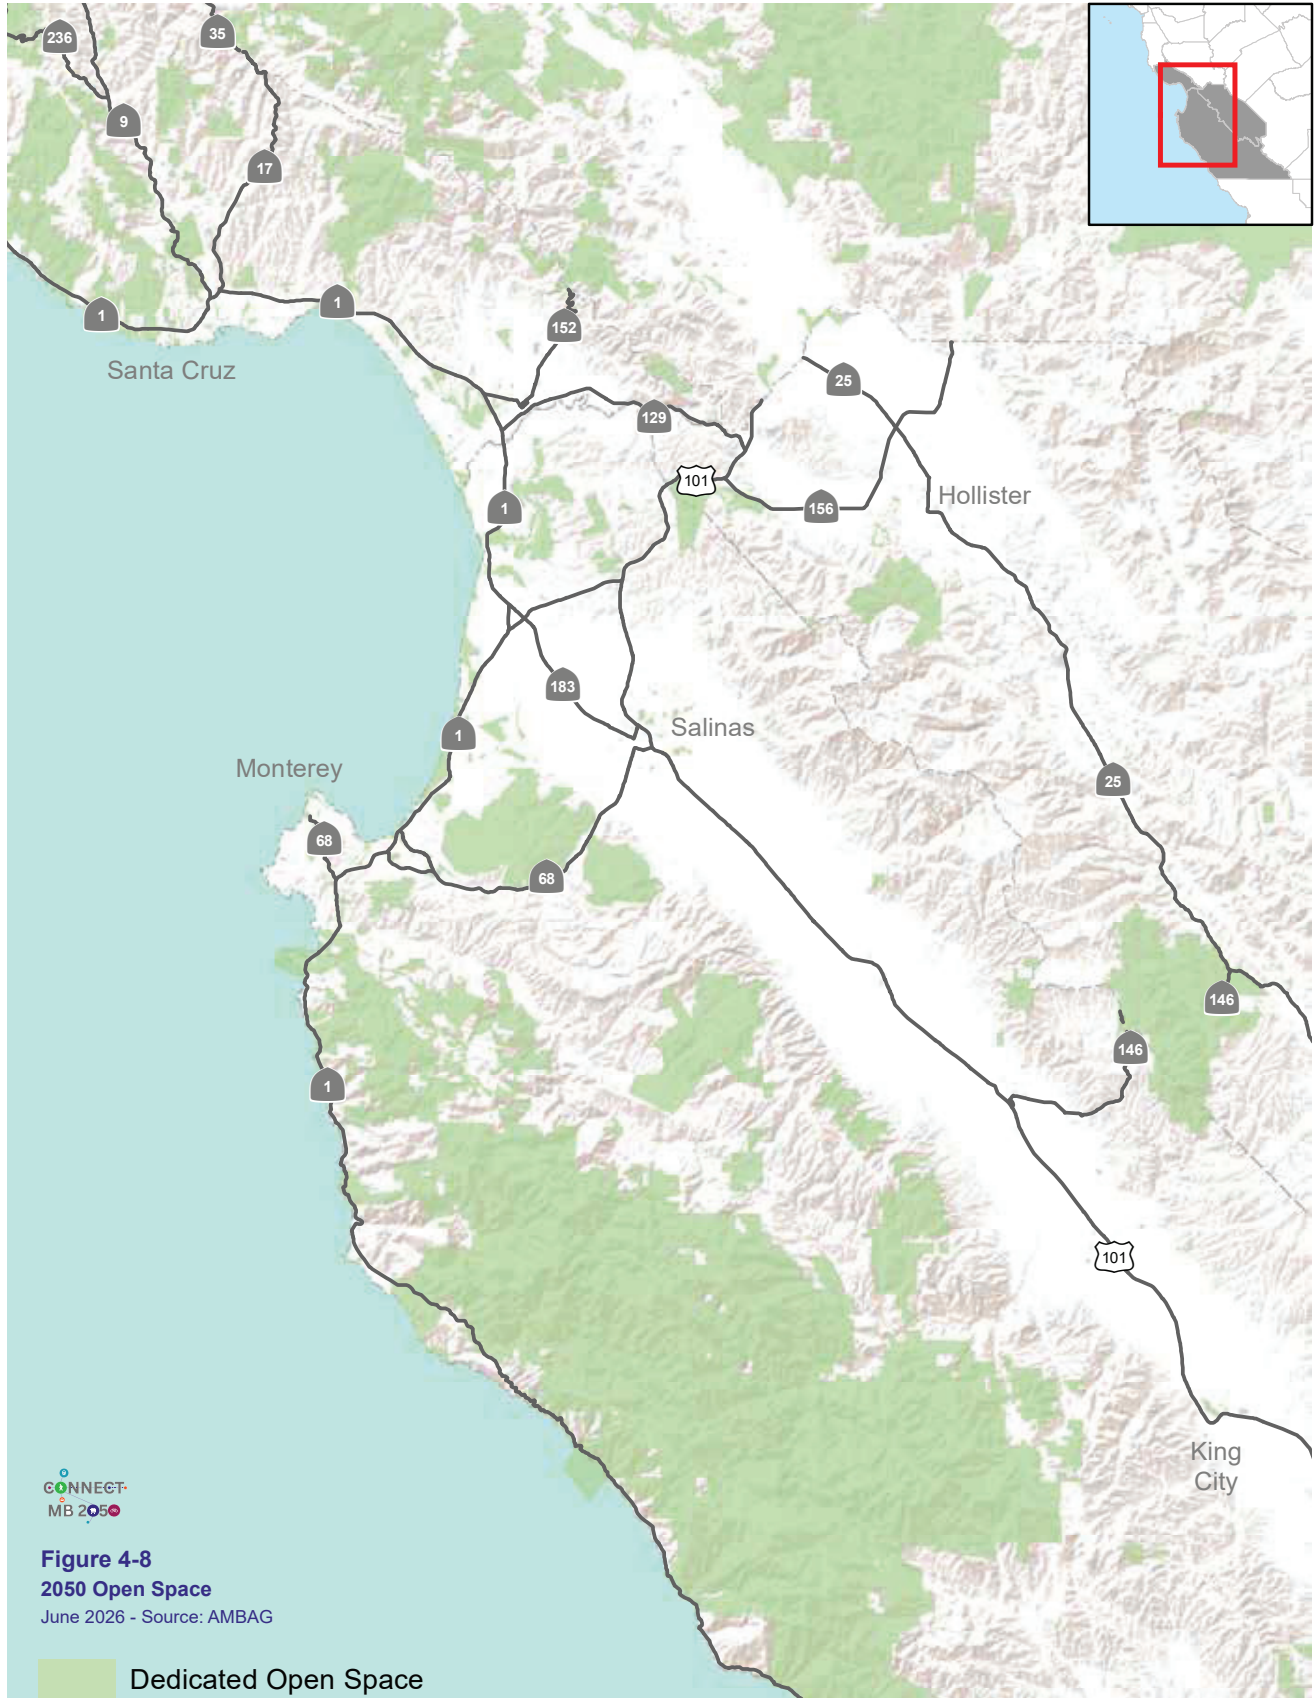 236
35
9
17
1
1
152
Santa Cruz
25
129
101
1
156
Hollister
183
Salinas
1
Monterey
25
68
68
146
146
1
101
King
City
CONNECT
MB 2050
Figure 4-8
2050 Open Space
June 2026 - Source: AMBAG
Dedicated Open Space